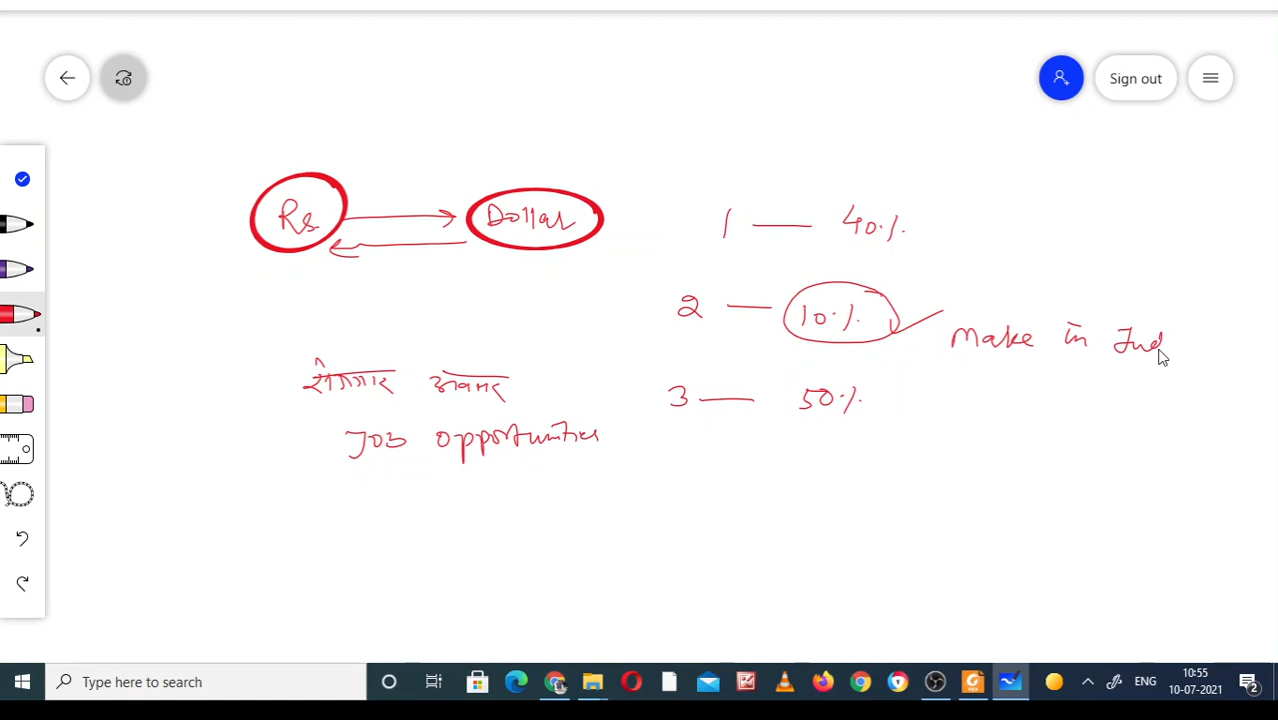 Sign out
Rs
Dollar
1 — 40%
2 — 10%
Make in Ind
3 — 50%
रोजगार अवसर
Job opportunities
Type here to search
ENG
10:55
10-07-2021
2